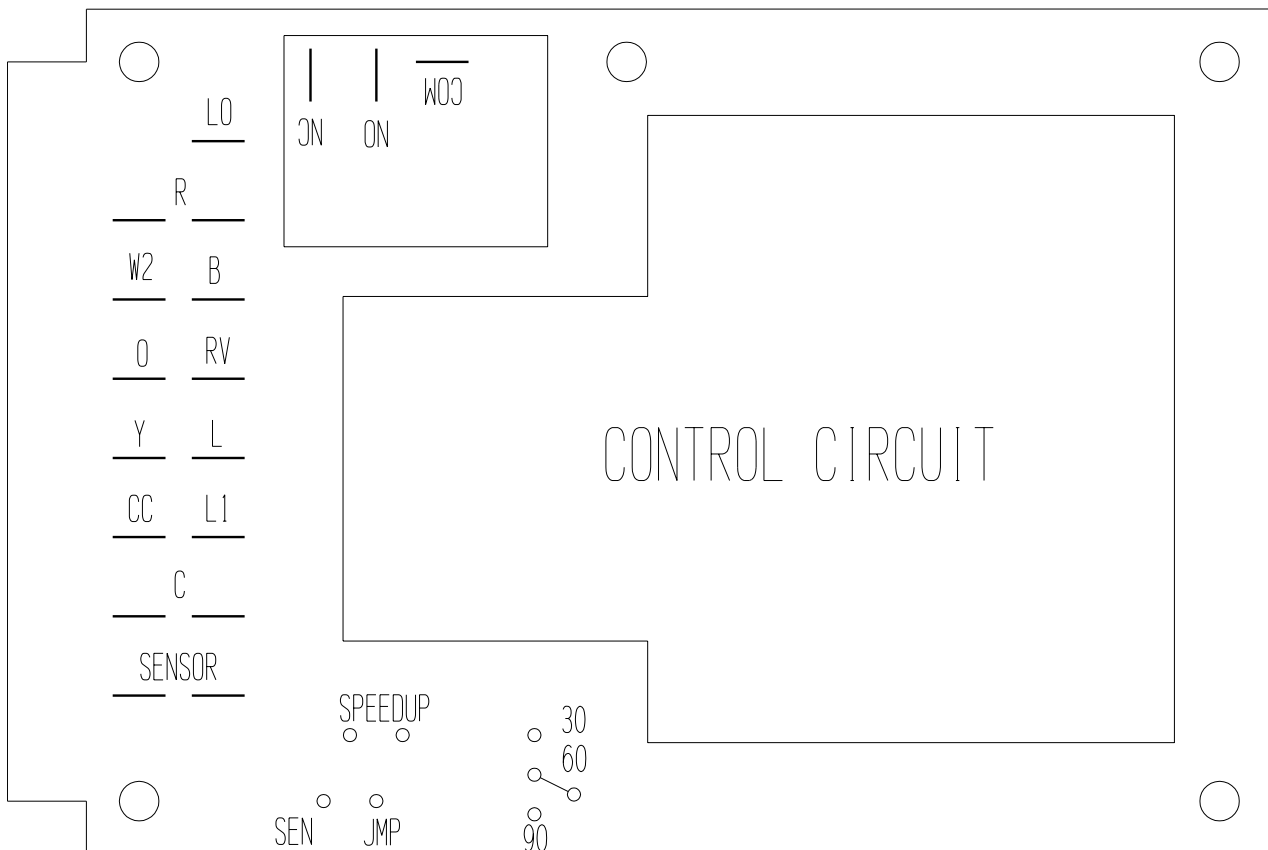 LO
R
W2 B
O RV
Y L
CC L1
C
SENSOR
NC NO COM
CONTROL CIRCUIT
SPEEDUP
SEN JMP
30
60
90